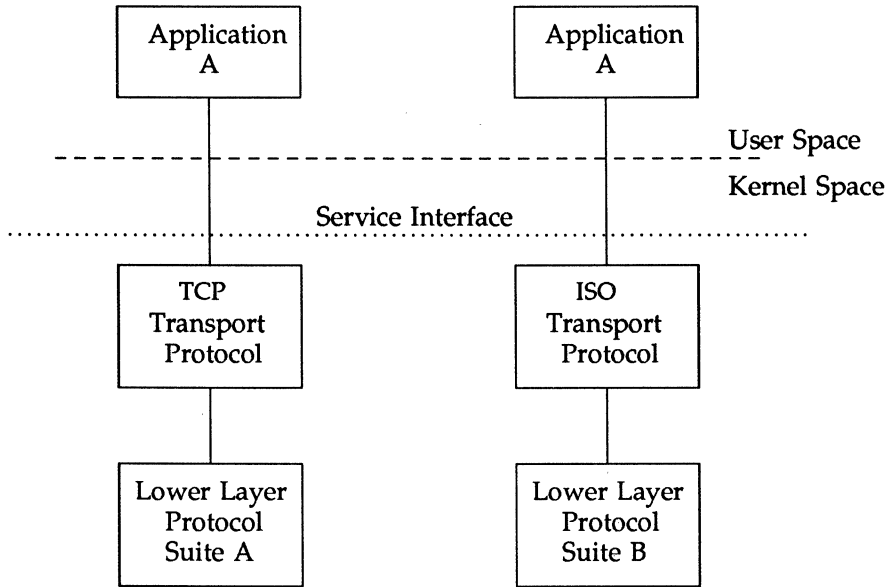 Application
A
Application
A
User Space
Kernel Space
Service Interface
TCP
Transport
Protocol
ISO
Transport
Protocol
Lower Layer
Protocol
Suite A
Lower Layer
Protocol
Suite B